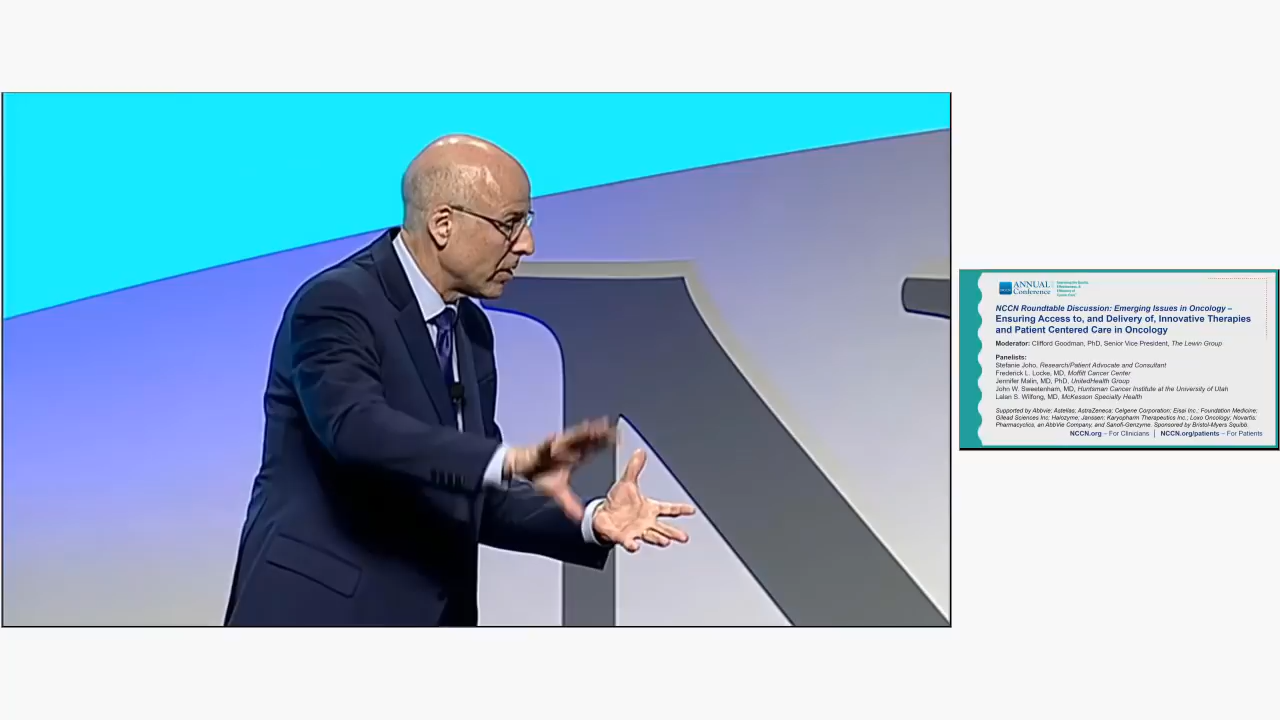 NCCN
ANNUAL
Conference
NCCN Roundtable Discussion: Emerging Issues in Oncology –
Ensuring Access to, and Delivery of, Innovative Therapies
and Patient Centered Care in Oncology
Moderator: Clifford Goodman, PhD, Senior Vice President, The Lewin Group
Panelists:
Stefanie Joho, Research/Patient Advocate and Consultant
Frederick L. Locke, MD, Moffitt Cancer Center
Jennifer Malin, MD, PhD, UnitedHealth Group
John W. Sweetenham, MD, Huntsman Cancer Institute at the University of Utah
Lalan S. Wilfong, MD, McKesson Specialty Health
Supported by Abbvie; Astellas; AstraZeneca; Celgene Corporation; Eisai Inc.; Foundation Medicine;
Gilead Sciences Inc. Halozyme; Janssen; Karyopharm Therapeutics Inc.; Loxo Oncology; Novartis;
Pharmacyclics, an AbbVie Company, and Sanofi-Genzyme. Sponsored by Bristol-Myers Squibb.
NCCN.org – For Clinicians | NCCN.org/patients – For Patients